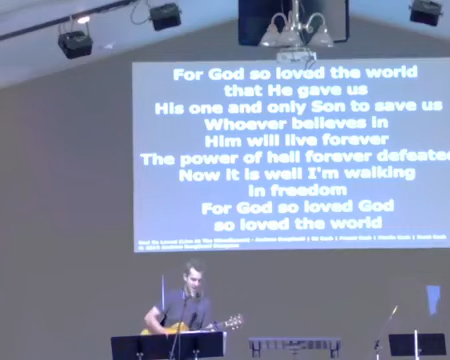 For God so loved the world
that He gave us
His one and only Son to save us
Whoever believes in
Him will live forever
The power of hell forever defeated
Now it is well I'm walking
in freedom
For God so loved God
so loved the world